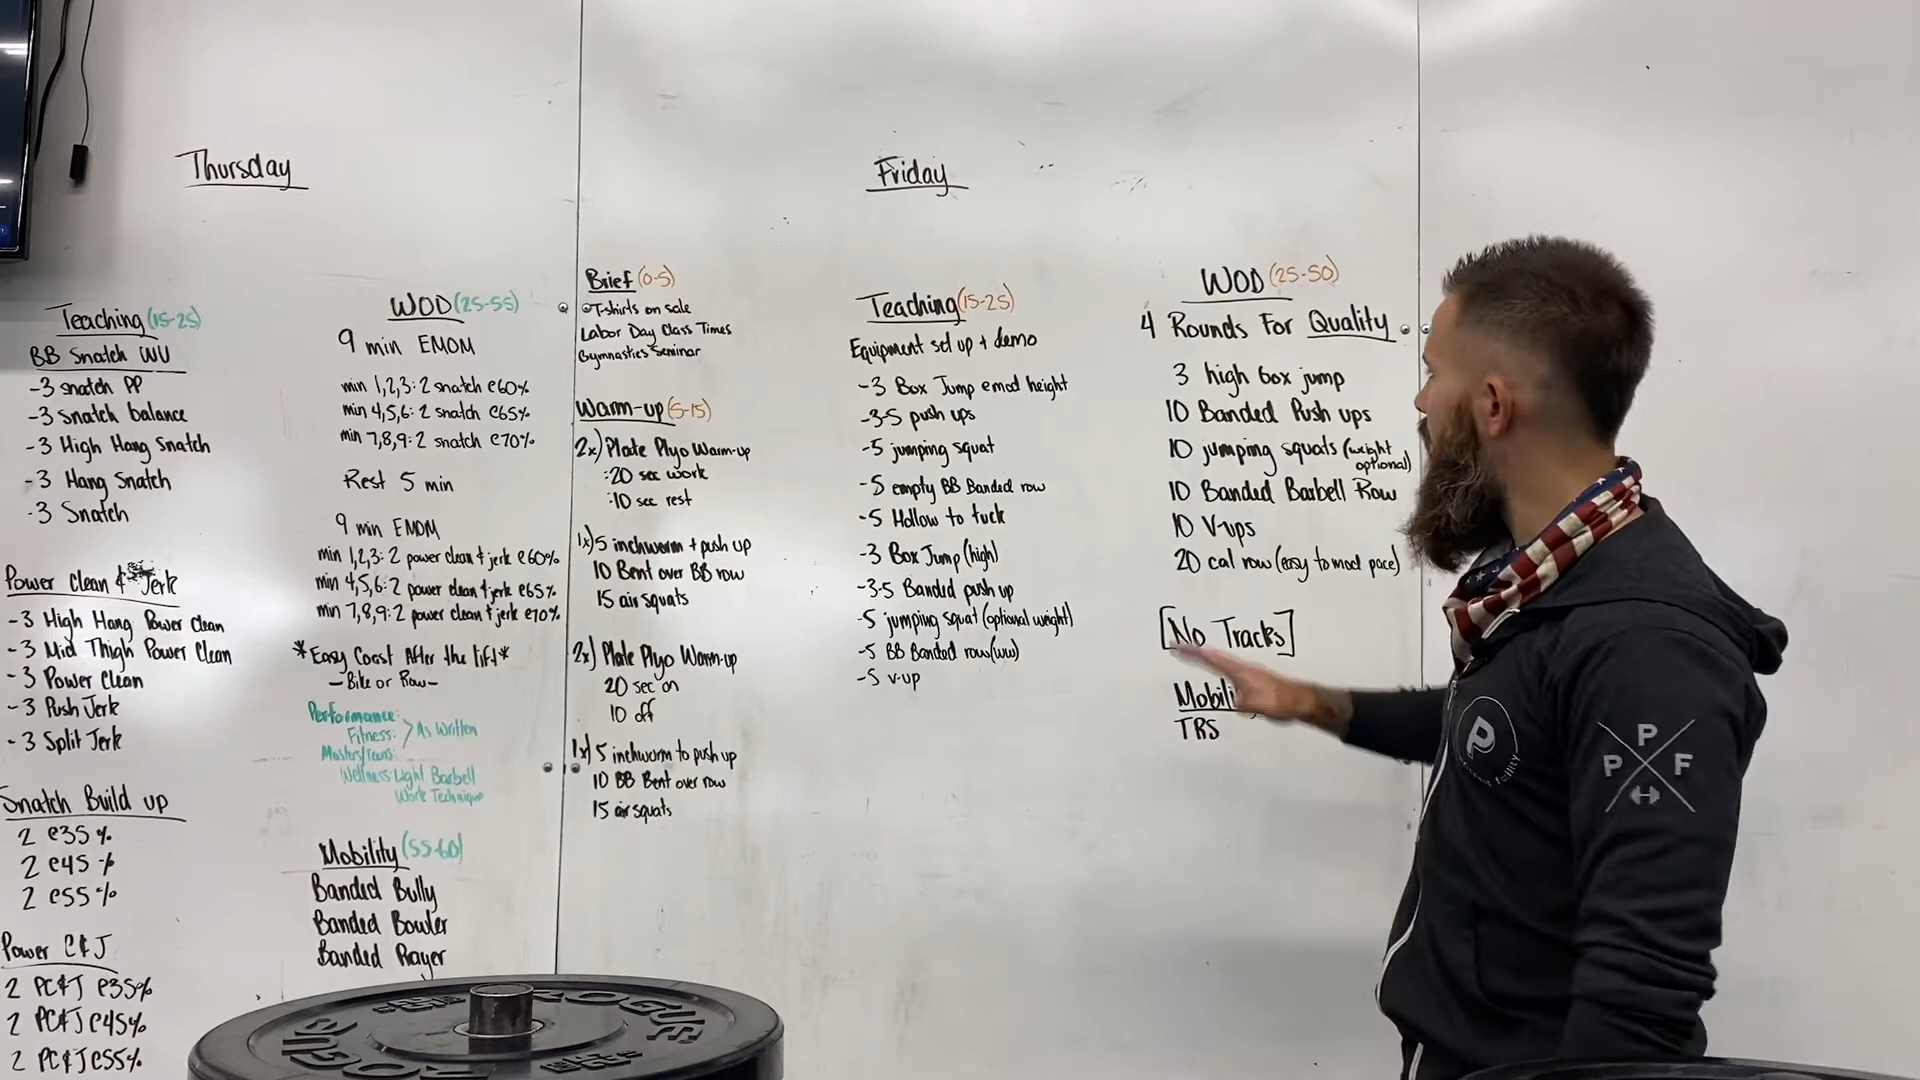 Thursday
Teaching (15-25)
BB Snatch WU
-3 snatch PP
-3 Snatch balance
-3 High Hang Snatch
-3 Hang Snatch
-3 Snatch
Power Clean & Jerk
-3 High Hang Power Clean
-3 Mid Thigh Power Clean
-3 Power Clean
-3 Push Jerk
-3 Split Jerk
Snatch Build up
2 @35%
2 @45%
2 @55%
Power C&J
2 PC&J @35%
2 PC&J @45%
2 PC&J @55%
WOD (25-55)
9 min EMOM
min 1,2,3: 2 snatch @60%
min 4,5,6: 2 snatch @65%
min 7,8,9: 2 snatch @70%
Rest 5 min
9 min EMOM
min 1,2,3: 2 power clean & jerk @60%
min 4,5,6: 2 power clean & jerk @65%
min 7,8,9: 2 power clean & jerk @70%
*Easy Coast After the lift*
-Bike or Row-
Performance:
Fitness: > As Written
Masters/Trans:
Wellness: Light Barbell
Work Technique
Mobility (55-60)
Banded Bully
Banded Bowler
Banded Prayer
Friday
Brief (0-5)
T-shirts on sale
Labor Day Class Times
Gymnastics Seminar
Warm-up (5-15)
2x) Plate Plyo Warm-up
:20 sec work
:10 sec rest
1x) 5 inchworm + push up
10 Bent over BB row
15 air squats
2x) Plate Plyo Warm-up
20 sec on
10 off
1x) 5 inchworm to push up
10 BB Bent over row
15 air squats
Teaching (15-25)
Equipment set up + demo
-3 Box Jump @mod height
-3-5 push ups
-5 jumping squat
-5 empty BB Banded row
-5 Hollow to tuck
-3 Box Jump (high)
-3-5 Banded push up
-5 jumping squat (optional weight)
-5 BB Banded row (ww)
-5 v-up
WOD (25-50)
4 Rounds For Quality
3 high box jump
10 Banded Push ups
10 jumping squats (weight optional)
10 Banded Barbell Row
10 V-ups
20 cal row (easy to mod pace)
[No Tracks]
TRS
P
P F
ROGUE
ROGUE